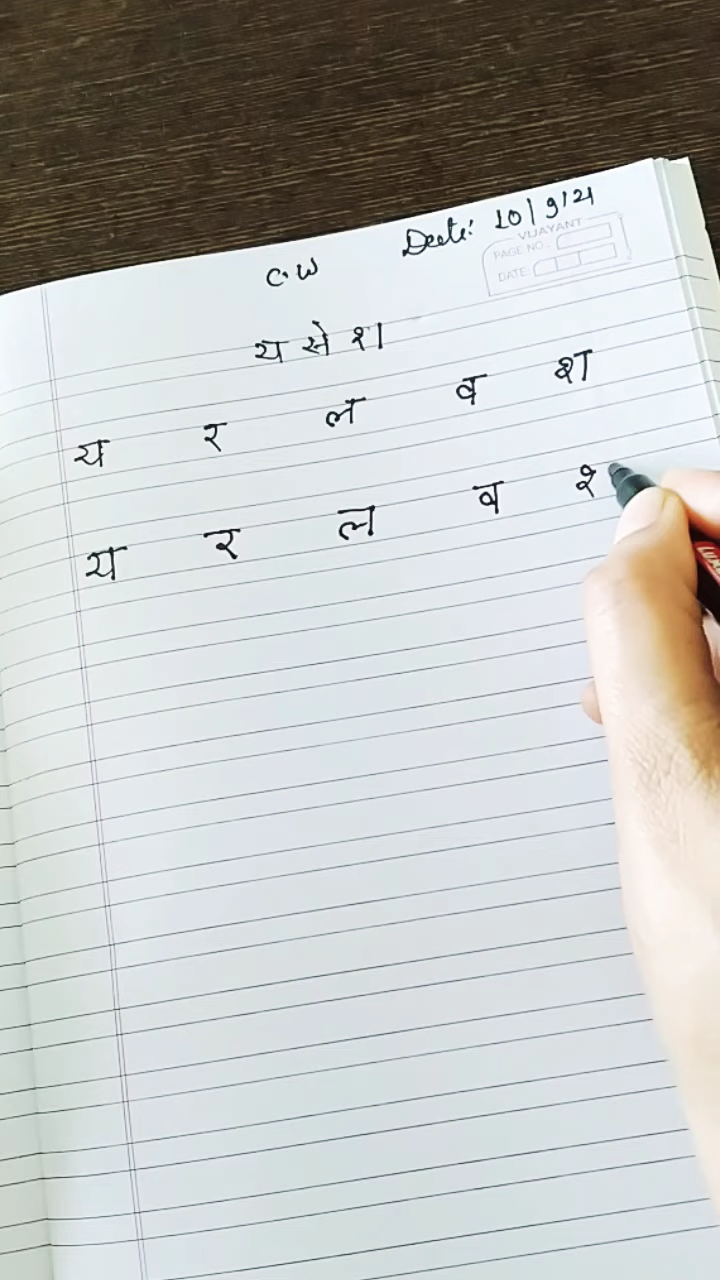 Date: 10/9/21
VIJAYANT
PAGE NO.
DATE:
C.W
य से श
य र ल व श
य र ल व श